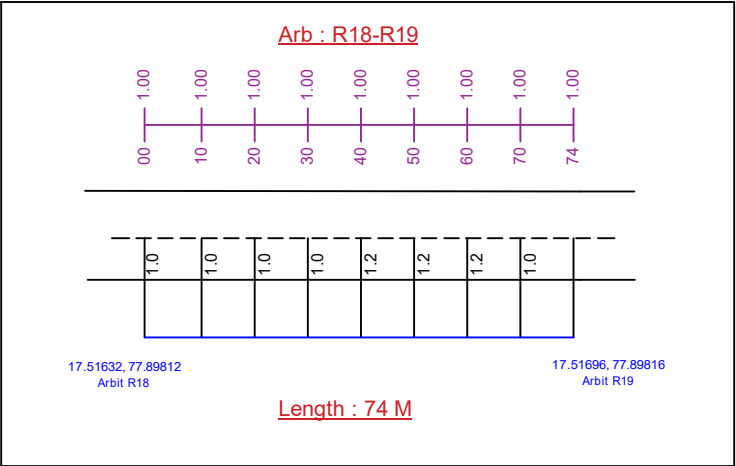 Arb : R18-R19
1.00 1.00 1.00 1.00 1.00 1.00 1.00 1.00 1.00
00 10 20 30 40 50 60 70 74
1.0 1.0 1.0 1.0 1.2 1.2 1.2 1.0
17.51632, 77.89812
Arbit R18
17.51696, 77.89816
Arbit R19
Length : 74 M